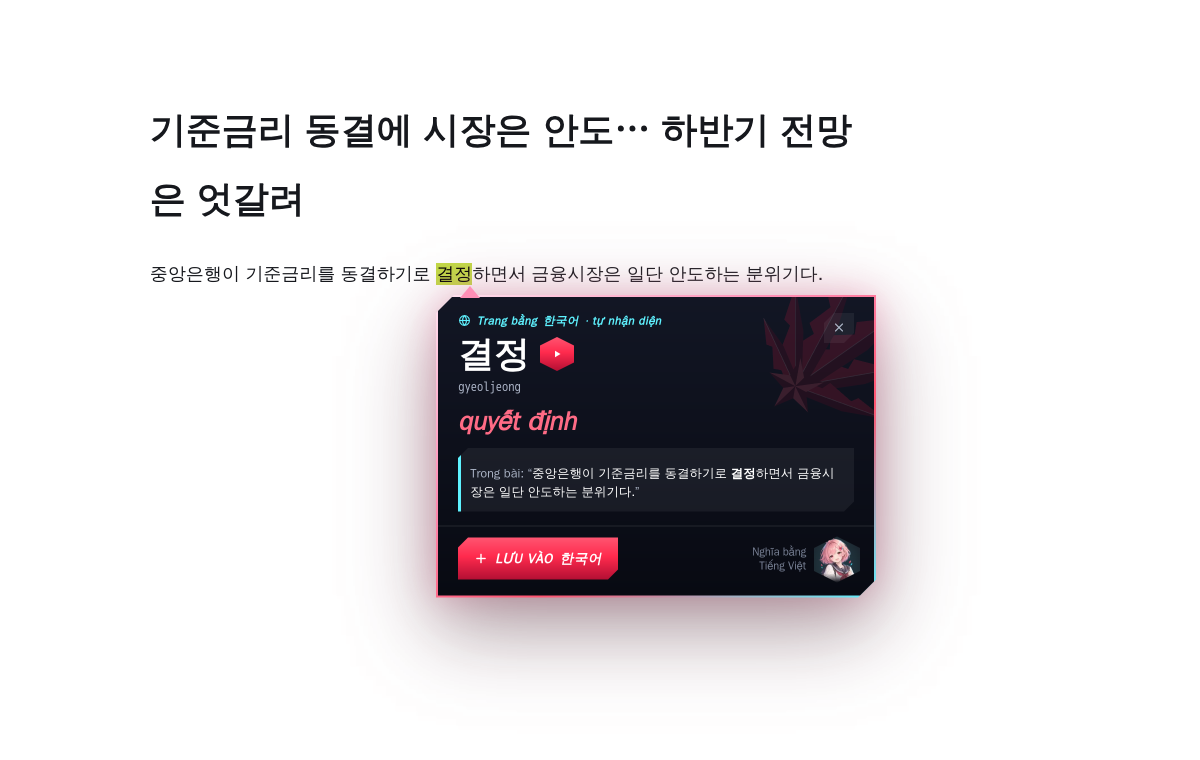 기준금리 동결에 시장은 안도… 하반기 전망
은 엇갈려
중앙은행이 기준금리를 동결하기로 결정하면서 금융시장은 일단 안도하는 분위기다.
Trang bằng 한국어 · tự nhận diện
결정
gyeoljeong
quyết định
Trong bài: “중앙은행이 기준금리를 동결하기로 결정하면서 금융시
장은 일단 안도하는 분위기다.”
+ LƯU VÀO 한국어
Nghĩa bằng
Tiếng Việt